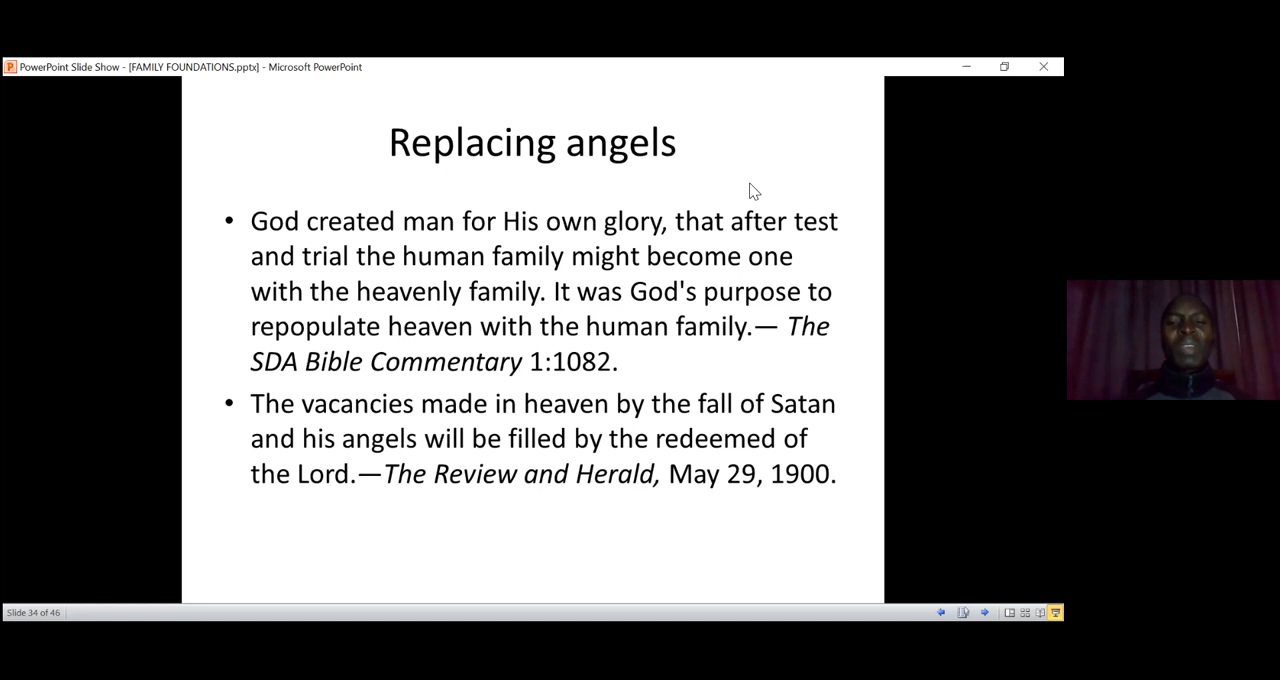 PowerPoint Slide Show - [FAMILY FOUNDATIONS.pptx] - Microsoft PowerPoint
Replacing angels
• God created man for His own glory, that after test
and trial the human family might become one
with the heavenly family. It was God's purpose to
repopulate heaven with the human family.— The
SDA Bible Commentary 1:1082.
• The vacancies made in heaven by the fall of Satan
and his angels will be filled by the redeemed of
the Lord.—The Review and Herald, May 29, 1900.
Slide 34 of 46